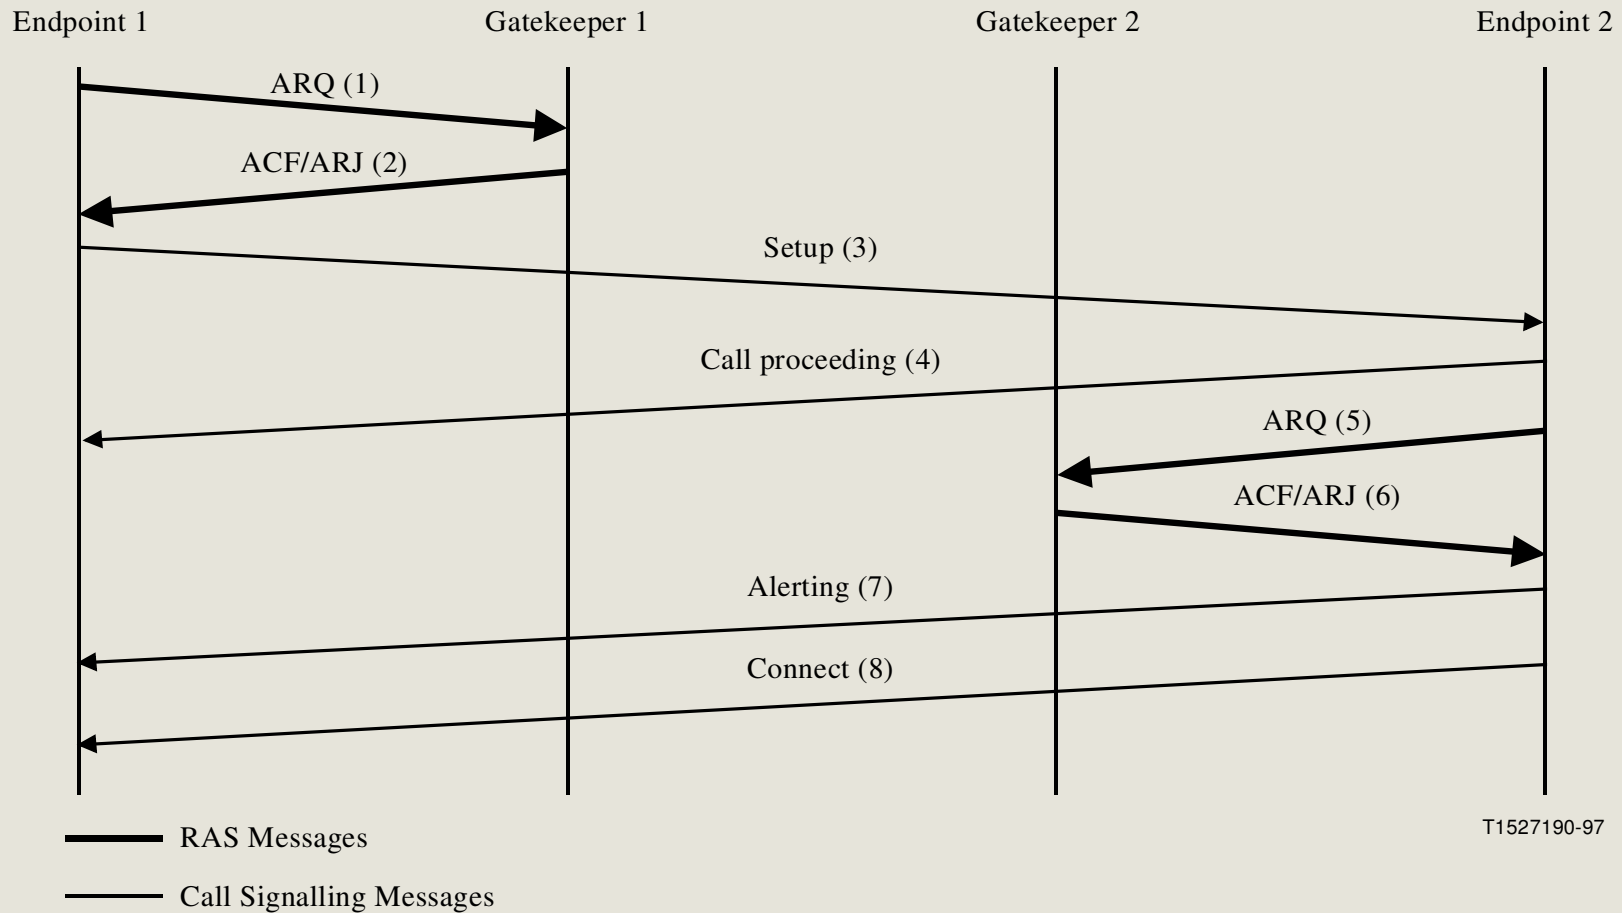 Endpoint 1
Gatekeeper 1
Gatekeeper 2
Endpoint 2
ARQ (1)
ACF/ARJ (2)
Setup (3)
Call proceeding (4)
ARQ (5)
ACF/ARJ (6)
Alerting (7)
Connect (8)
T1527190-97
RAS Messages
Call Signalling Messages